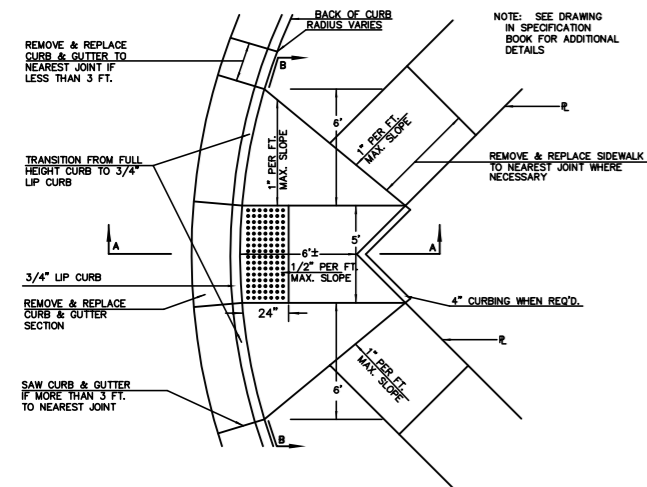 BACK OF CURB
RADIUS VARIES
NOTE: SEE DRAWING
IN SPECIFICATION
BOOK FOR ADDITIONAL
DETAILS
REMOVE & REPLACE
CURB & GUTTER TO
NEAREST JOINT IF
LESS THAN 3 FT.
B
6'
1" PER FT.
MAX. SLOPE
1" PER FT.
MAX. SLOPE
℄
REMOVE & REPLACE SIDEWALK
TO NEAREST JOINT WHERE
NECESSARY
TRANSITION FROM FULL
HEIGHT CURB TO 3/4"
LIP CURB
A
6'±
5'
A
1/2" PER FT.
MAX. SLOPE
3/4" LIP CURB
24"
4" CURBING WHEN REQ'D.
REMOVE & REPLACE
CURB & GUTTER
SECTION
℄
1" PER FT.
MAX. SLOPE
6'
SAW CURB & GUTTER
IF MORE THAN 3 FT.
TO NEAREST JOINT
B